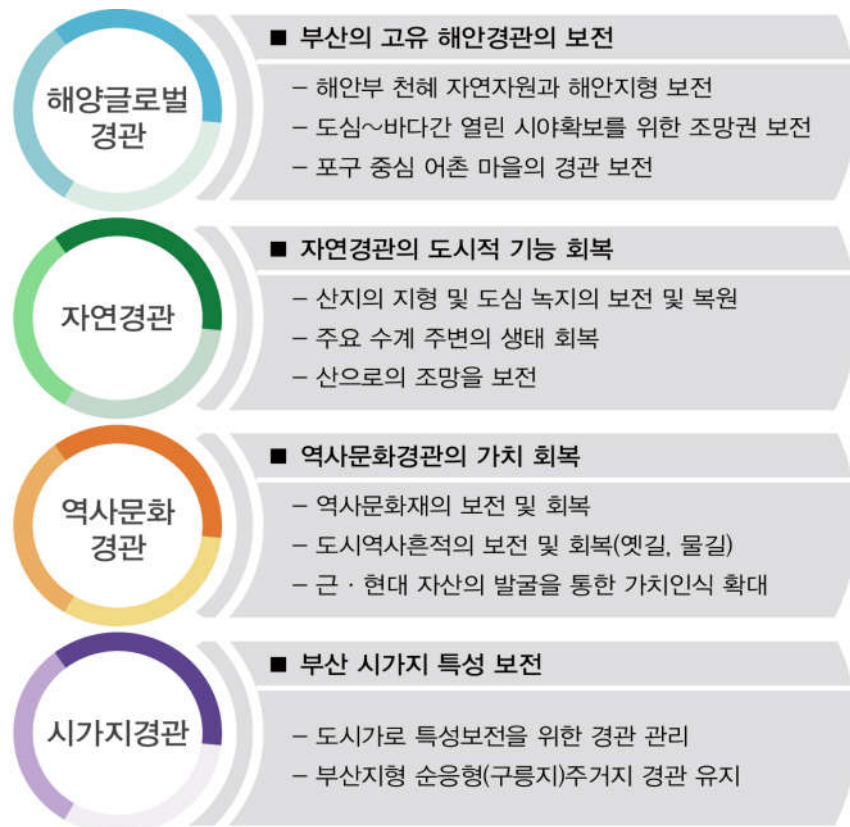 해양글로벌
경관
■ 부산의 고유 해안경관의 보전
– 해안부 천혜 자연자원과 해안지형 보전
– 도심～바다간 열린 시야확보를 위한 조망권 보전
– 포구 중심 어촌 마을의 경관 보전
자연경관
■ 자연경관의 도시적 기능 회복
– 산지의 지형 및 도심 녹지의 보전 및 복원
– 주요 수계 주변의 생태 회복
– 산으로의 조망을 보전
역사문화
경관
■ 역사문화경관의 가치 회복
– 역사문화재의 보전 및 회복
– 도시역사흔적의 보전 및 회복(옛길, 물길)
– 근 · 현대 자산의 발굴을 통한 가치인식 확대
시가지경관
■ 부산 시가지 특성 보전
– 도시가로 특성보전을 위한 경관 관리
– 부산지형 순응형(구릉지)주거지 경관 유지